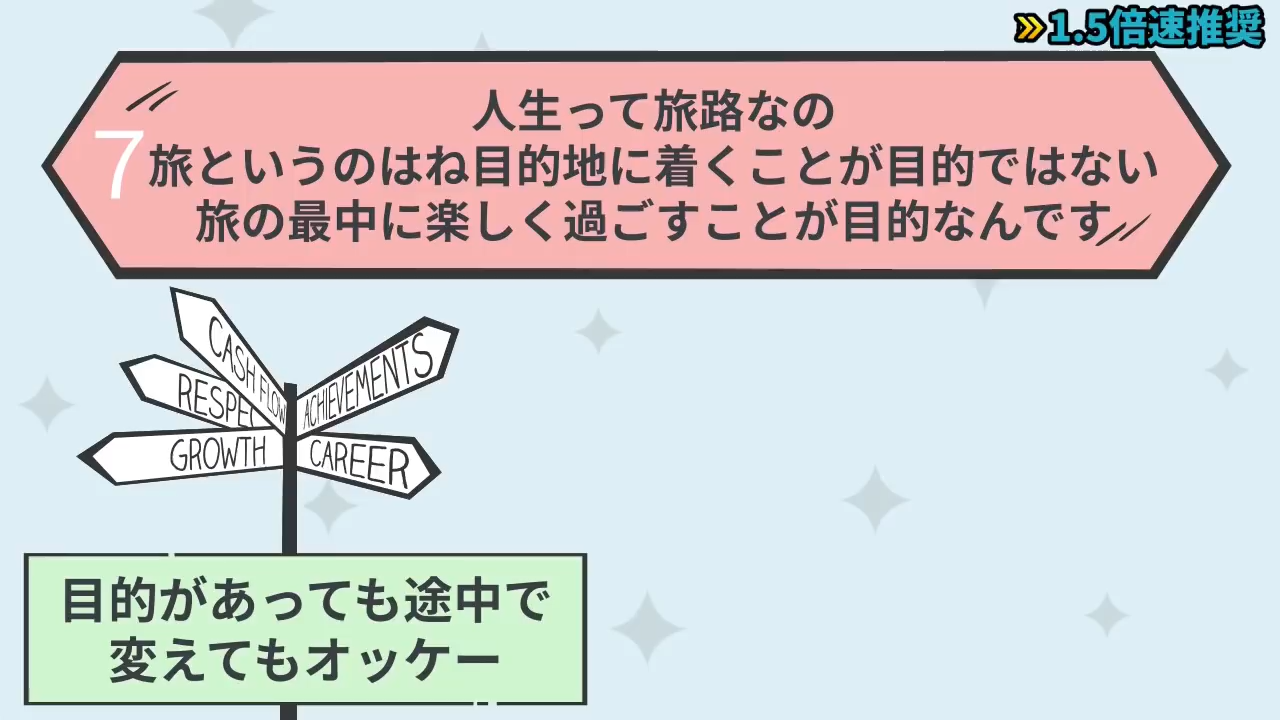 1.5倍速推奨
人生って旅路なの
7
旅というのはね目的地に着くことが目的ではない
旅の最中に楽しく過ごすことが目的なんです
CASH FLOW
ACHIEVEMENTS
RESPEC
GROWTH
CAREER
目的があっても途中で
変えてもオッケー